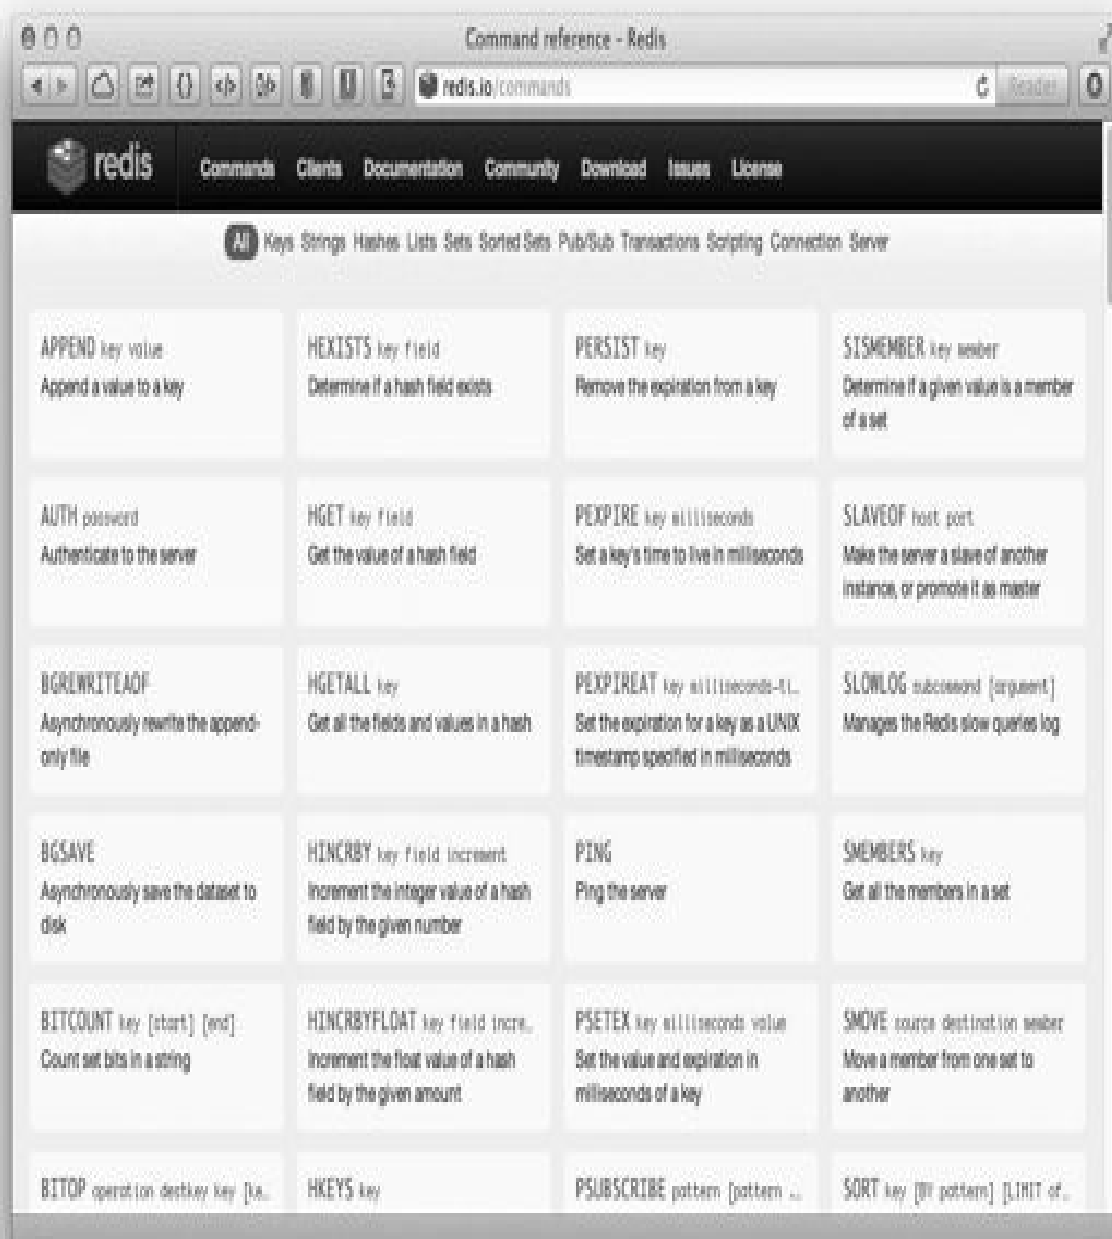 Command reference - Redis
redis.io/commands
Reader
redis
Commands Clients Documentation Community Download Issues License
All Keys Strings Hashes Lists Sets Sorted Sets Pub/Sub Transactions Scripting Connection Server
APPEND key value
Append a value to a key
HEXISTS key field
Determine if a hash field exists
PERSIST key
Remove the expiration from a key
SISMEMBER key member
Determine if a given value is a member
of a set
AUTH password
Authenticate to the server
HGET key field
Get the value of a hash field
PEXPIRE key milliseconds
Set a key's time to live in milliseconds
SLAVEOF host port
Make the server a slave of another
instance, or promote it as master
BGREWRITEAOF
Asynchronously rewrite the append-
only file
HGETALL key
Get all the fields and values in a hash
PEXPIREAT key milliseconds-ti…
Set the expiration for a key as a UNIX
timestamp specified in milliseconds
SLOWLOG subcommand [argument]
Manages the Redis slow queries log
BGSAVE
Asynchronously save the dataset to
disk
HINCRBY key field increment
Increment the integer value of a hash
field by the given number
PING
Ping the server
SMEMBERS key
Get all the members in a set
BITCOUNT key [start] [end]
Count set bits in a string
HINCRBYFLOAT key field incre…
Increment the float value of a hash
field by the given amount
PSETEX key milliseconds value
Set the value and expiration in
milliseconds of a key
SMOVE source destination member
Move a member from one set to
another
BITOP operation destkey key [ke…
HKEYS key
PSUBSCRIBE pattern [pattern …
SORT key [BY pattern] [LIMIT of…